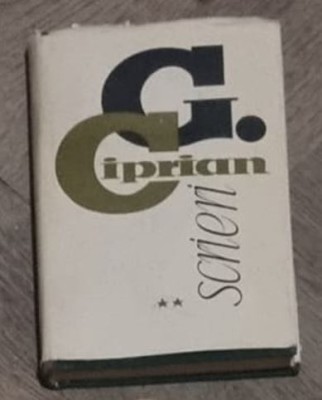 G.
Ciprian
scrieri
**